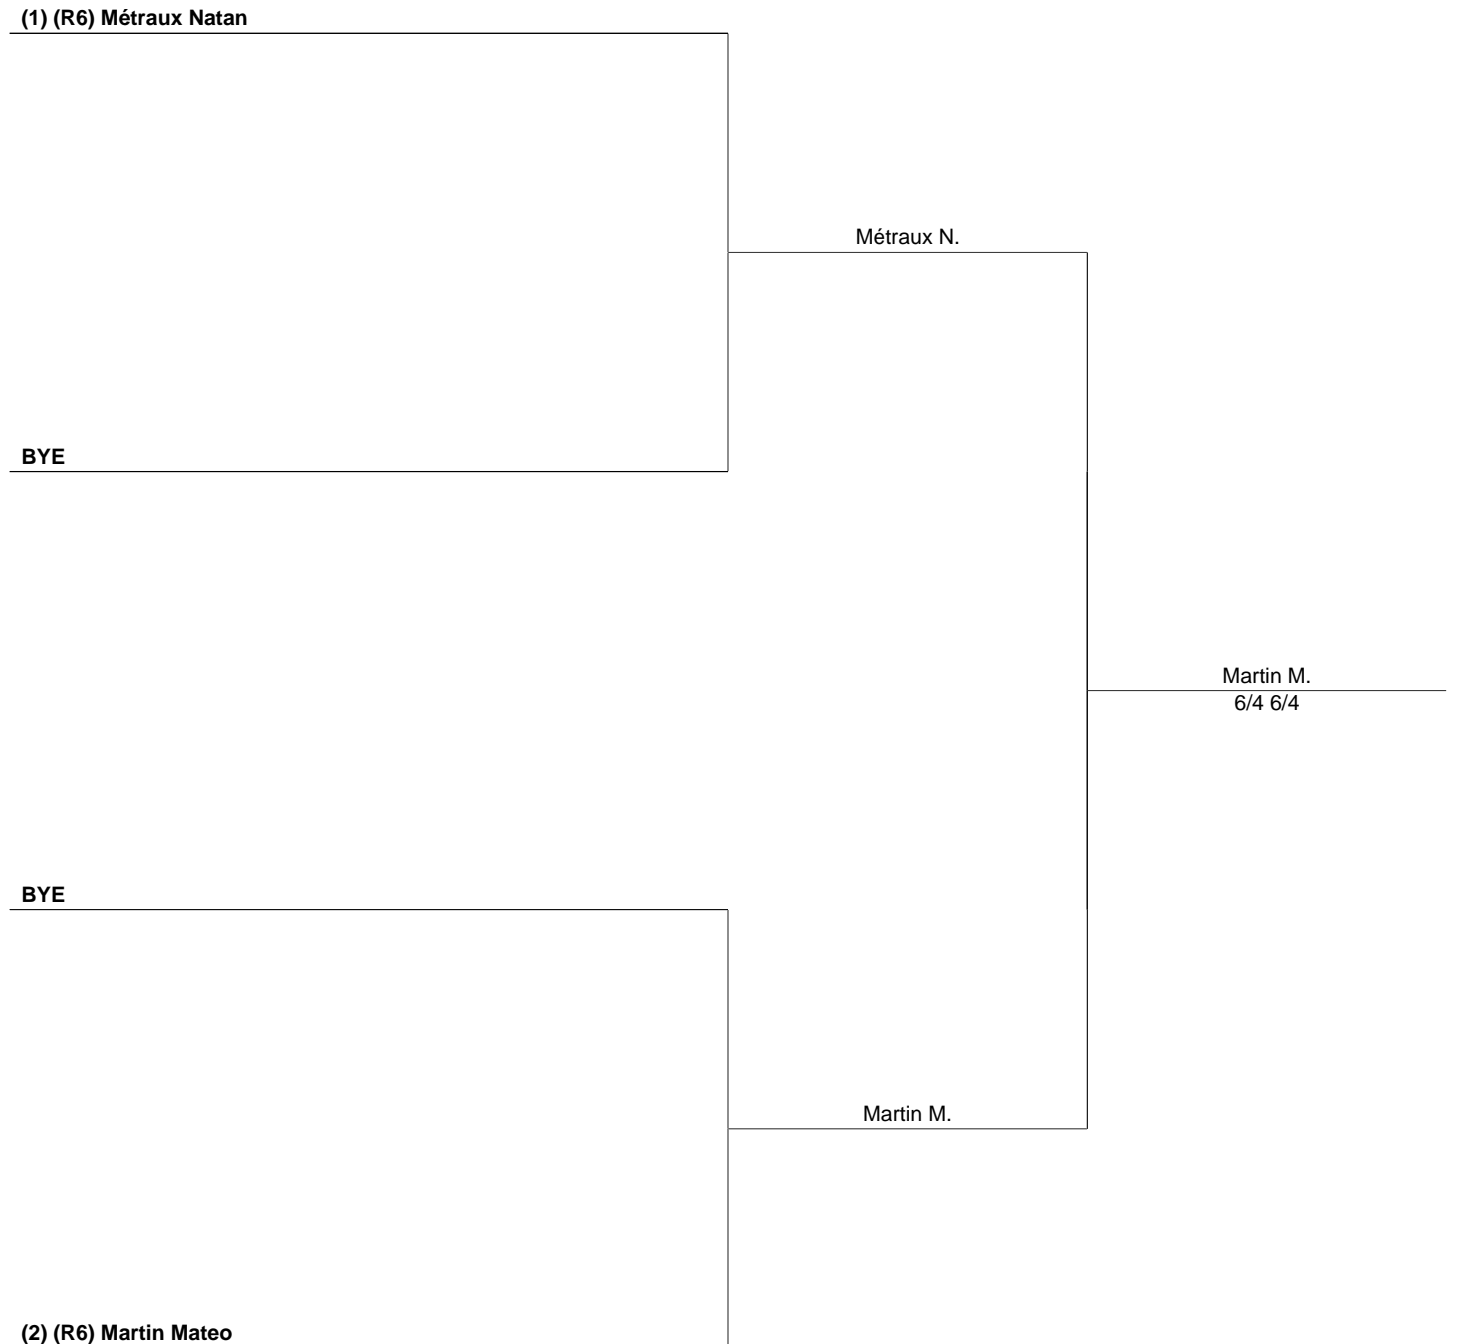 (1) (R6) Métraux Natan
Métraux N.
BYE
Martin M.
6/4 6/4
BYE
Martin M.
(2) (R6) Martin Mateo